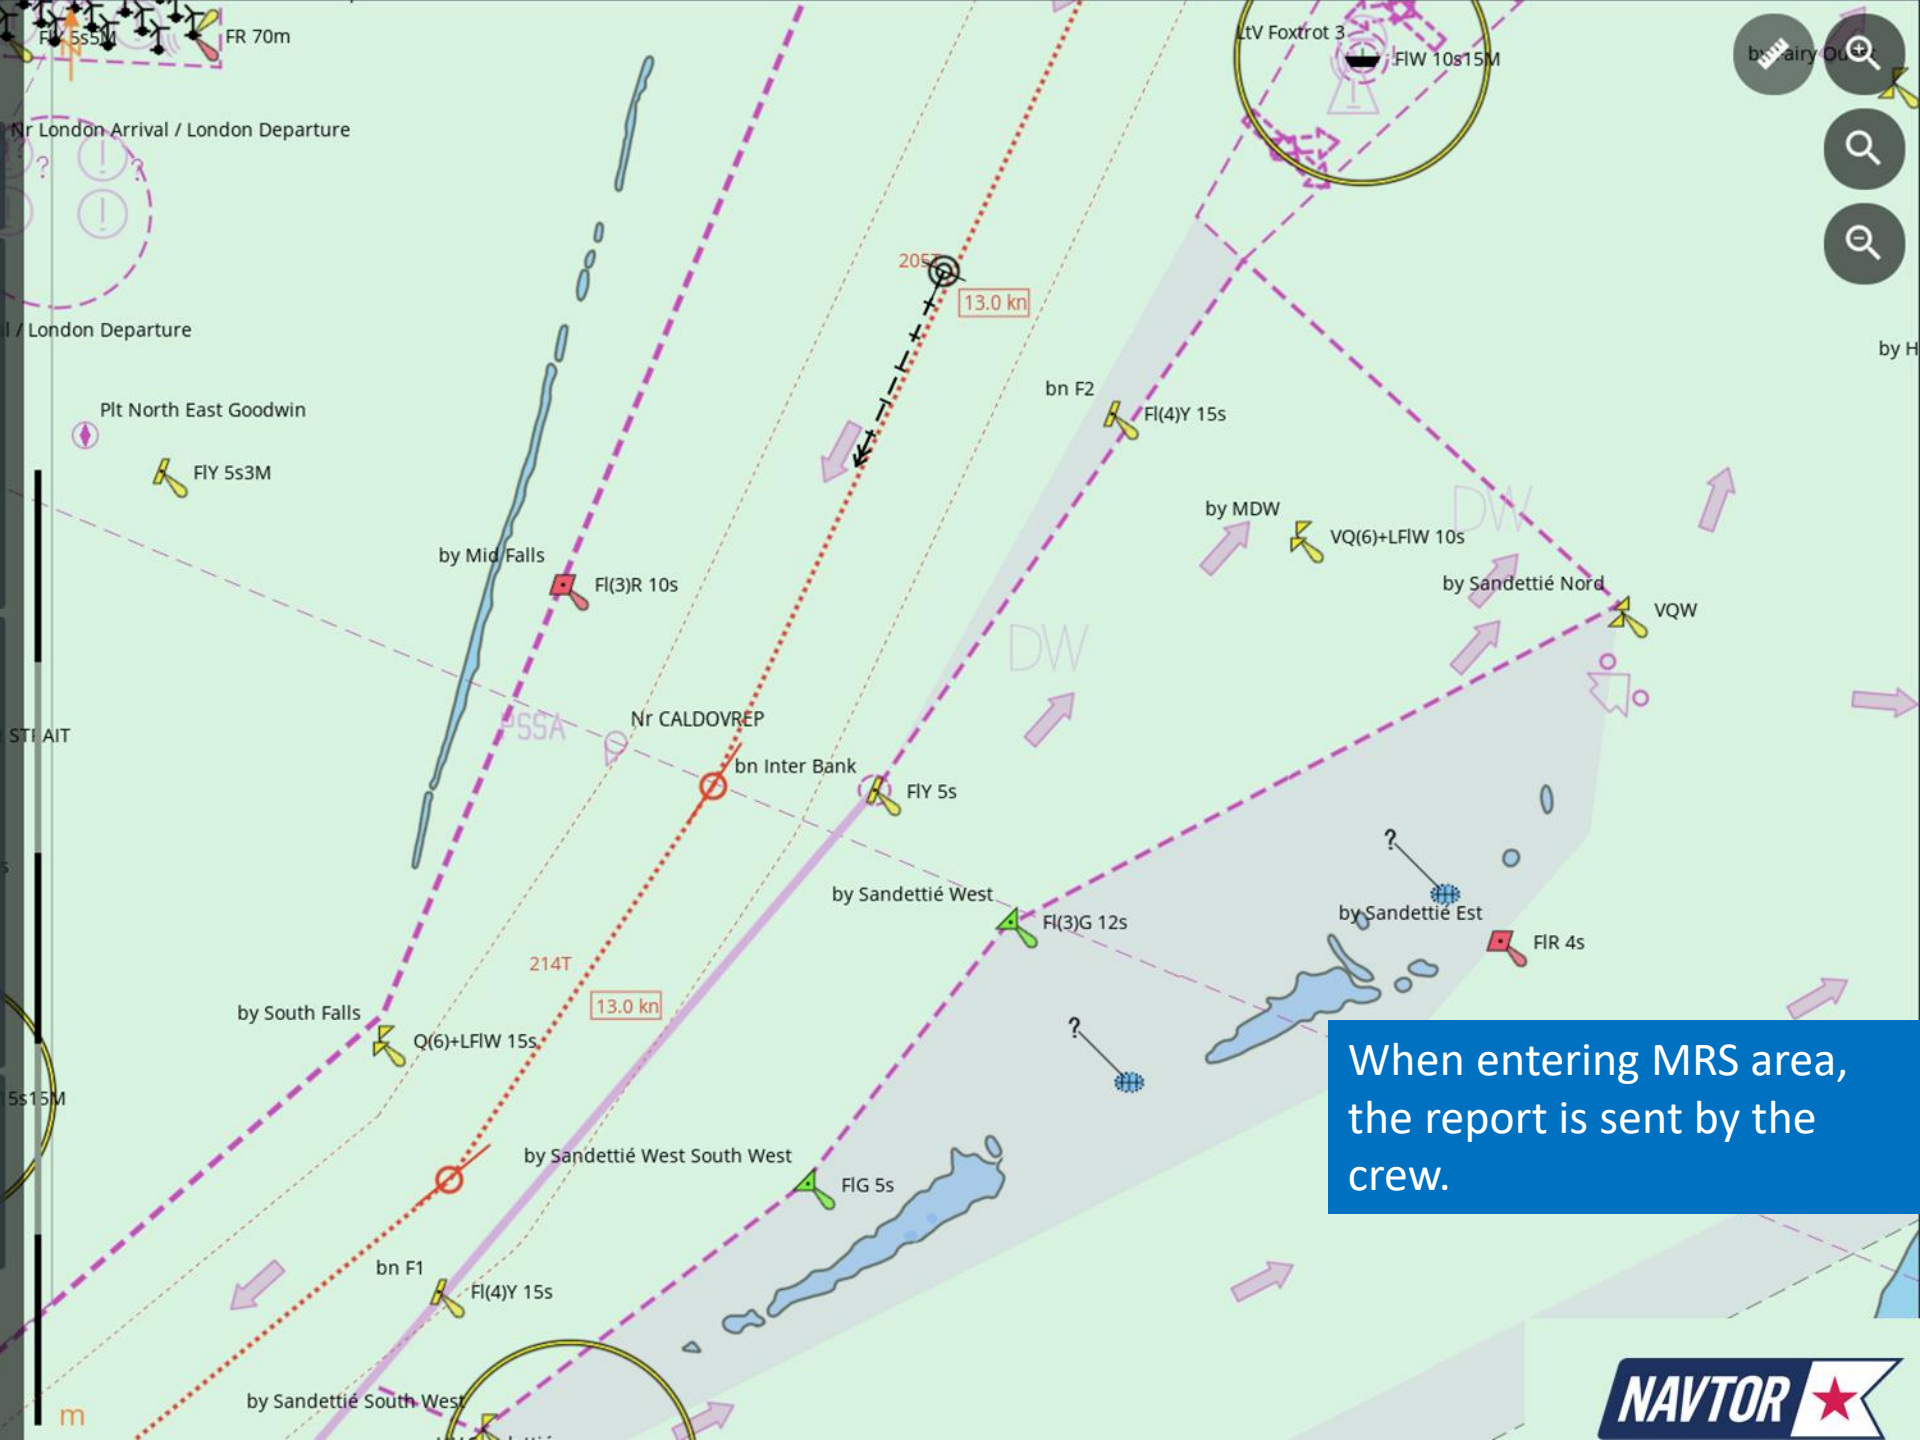 FR 70m
LtV Foxtrot 3
FlW 10s15M
Nr London Arrival / London Departure
205T
13.0 kn
/ London Departure
by H
bn F2
Fl(4)Y 15s
Plt North East Goodwin
FlY 5s3M
DW
by MDW
VQ(6)+LFlW 10s
by Mid Falls
Fl(3)R 10s
by Sandettié Nord
VQW
DW
PSSA
Nr CALDOVREP
STRAIT
bn Inter Bank
FlY 5s
?
by Sandettié West
Fl(3)G 12s
by Sandettié Est
FlR 4s
214T
13.0 kn
by South Falls
Q(6)+LFlW 15s
?
When entering MRS area,
the report is sent by the
crew.
5s15M
by Sandettié West South West
FlG 5s
bn F1
Fl(4)Y 15s
by Sandettié South West
m
NAVTOR